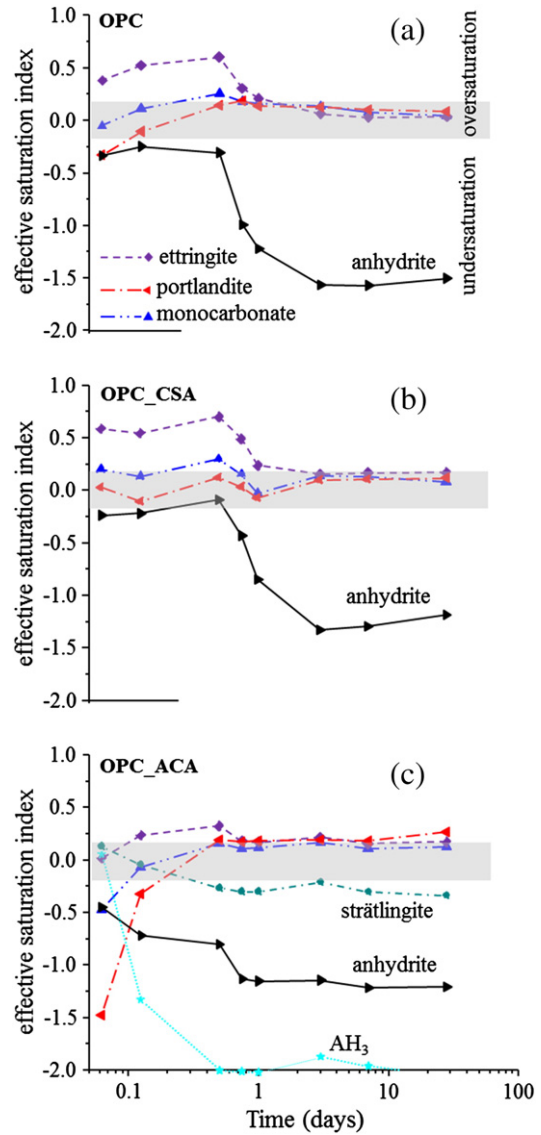 OPC
(a)
1.0
0.5
0.0
-0.5
-1.0
-1.5
-2.0
effective saturation index
oversaturation
undersaturation
ettringite
portlandite
monocarbonate
anhydrite
OPC_CSA
(b)
1.0
0.5
0.0
-0.5
-1.0
-1.5
-2.0
effective saturation index
anhydrite
OPC_ACA
(c)
1.0
0.5
0.0
-0.5
-1.0
-1.5
-2.0
effective saturation index
strätlingite
anhydrite
AH₃
0.1 1 10 100
Time (days)